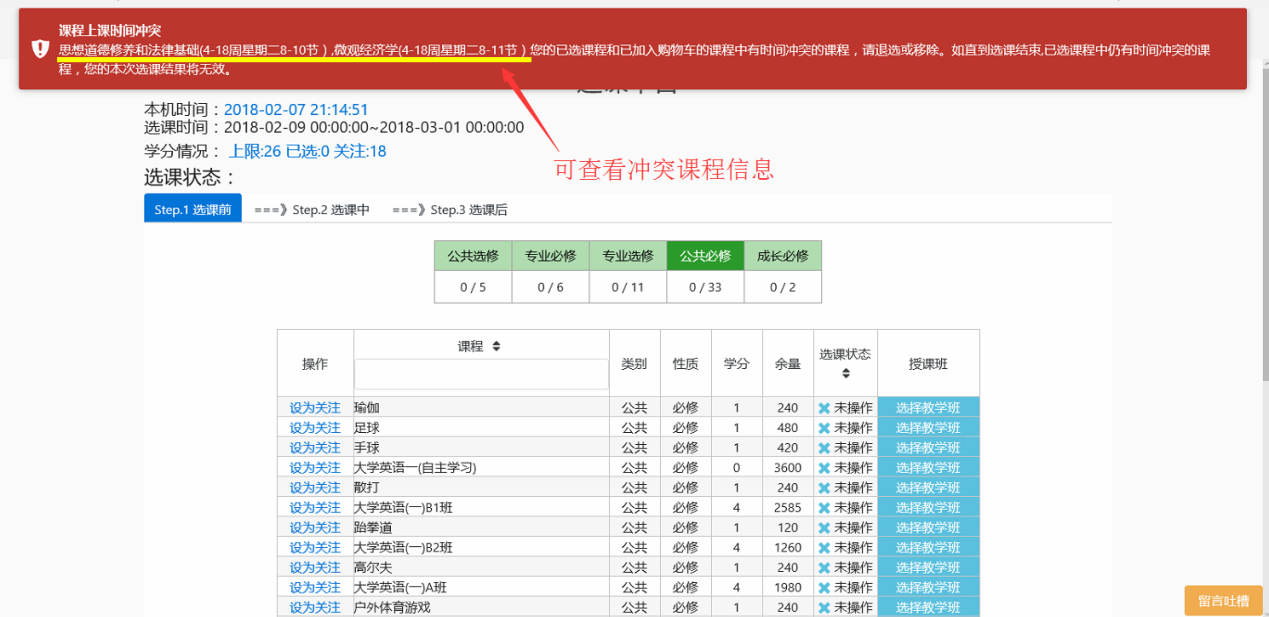 课程上课时间冲突
思想道德修养和法律基础(4-18周星期二8-10节),微观经济学(4-18周星期二8-11节)您的已选课程和已加入购物车的课程中有时间冲突的课程，请退选或移除。如直到选课结束,已选课程中仍有时间冲突的课
程，您的本次选课结果将无效。
本机时间：2018-02-07 21:14:51
选课时间：2018-02-09 00:00:00~2018-03-01 00:00:00
学分情况： 上限:26 已选:0 关注:18
可查看冲突课程信息
选课状态：
Step.1 选课前 ===》Step.2 选课中 ===》Step.3 选课后
公共选修 专业必修 专业选修 公共必修 成长必修
0 / 5 0 / 6 0 / 11 0 / 33 0 / 2
操作 课程 类别 性质 学分 余量 选课状态 授课班
设为关注 瑜伽 公共 必修 1 240 未操作 选择教学班
设为关注 足球 公共 必修 1 480 未操作 选择教学班
设为关注 手球 公共 必修 1 420 未操作 选择教学班
设为关注 大学英语一(自主学习) 公共 必修 0 3600 未操作 选择教学班
设为关注 散打 公共 必修 1 240 未操作 选择教学班
设为关注 大学英语(一)B1班 公共 必修 4 2585 未操作 选择教学班
设为关注 跆拳道 公共 必修 1 120 未操作 选择教学班
设为关注 大学英语(一)B2班 公共 必修 4 1260 未操作 选择教学班
设为关注 高尔夫 公共 必修 1 240 未操作 选择教学班
设为关注 大学英语(一)A班 公共 必修 4 1980 未操作 选择教学班
设为关注 户外体育游戏 公共 必修 1 240 未操作 选择教学班
留言吐槽